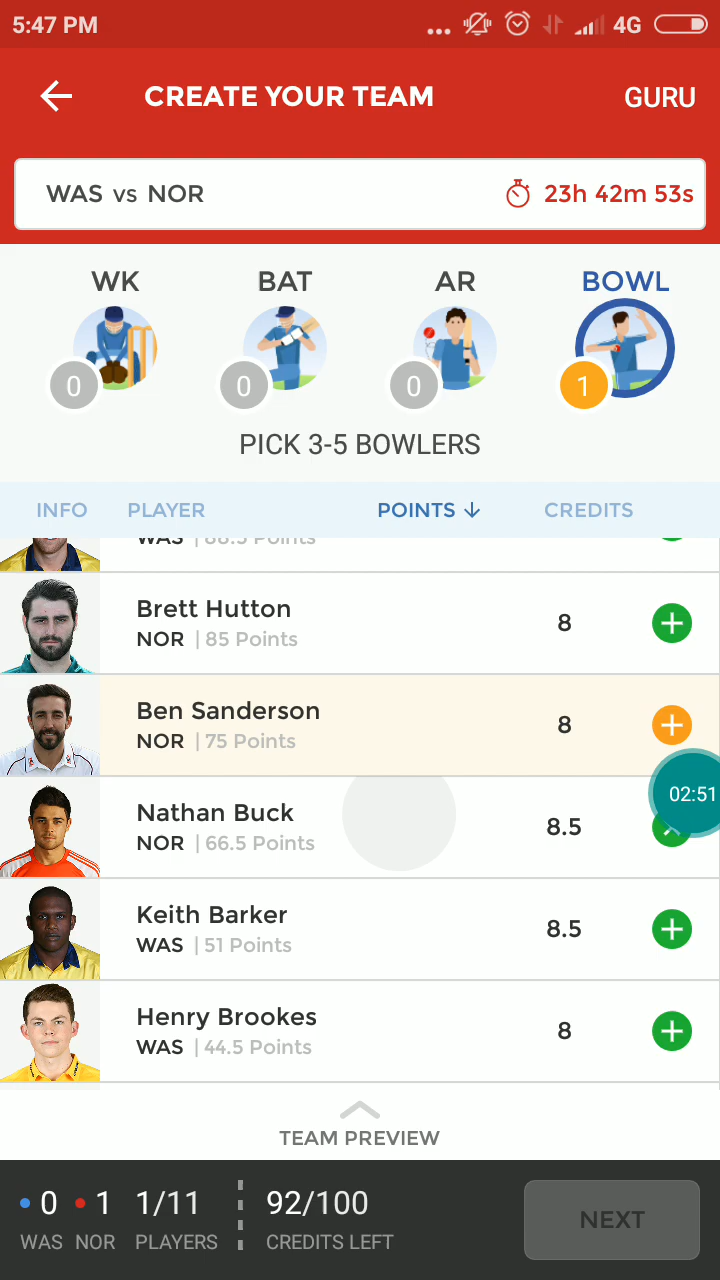 5:47 PM 4G
CREATE YOUR TEAM GURU
WAS vs NOR 23h 42m 53s
WK BAT AR BOWL
0 0 0 1
PICK 3-5 BOWLERS
INFO PLAYER POINTS CREDITS
WAS | 88.5 Points
Brett Hutton
NOR | 85 Points 8
Ben Sanderson
NOR | 75 Points 8
02:51
Nathan Buck
NOR | 66.5 Points 8.5
Keith Barker
WAS | 51 Points 8.5
Henry Brookes
WAS | 44.5 Points 8
TEAM PREVIEW
0 1 1/11 92/100
WAS NOR PLAYERS CREDITS LEFT
NEXT